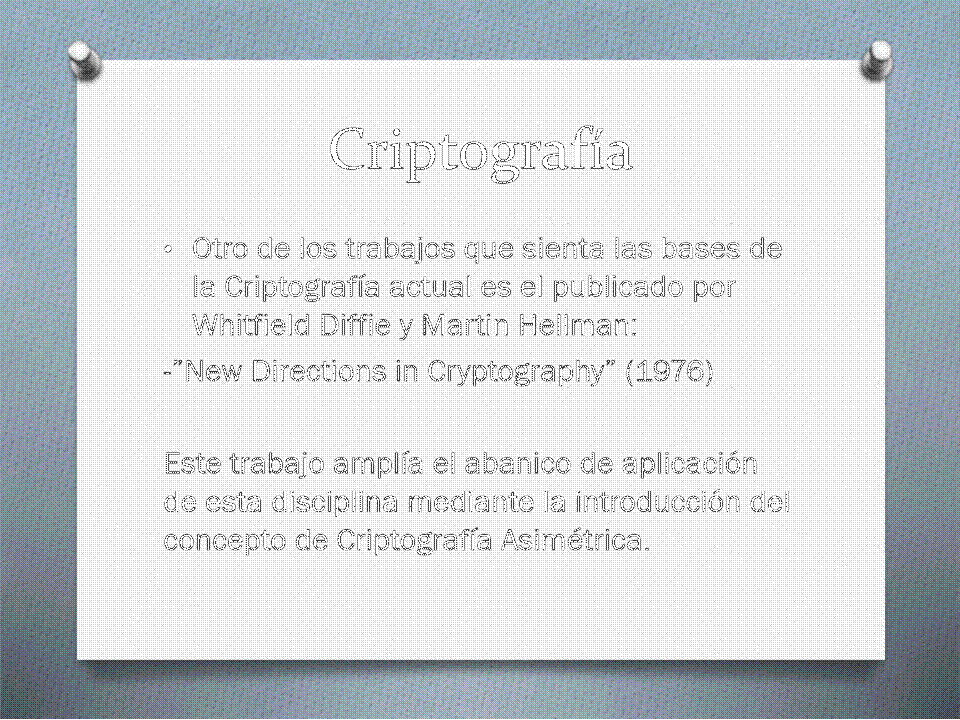 Criptografía
• Otro de los trabajos que sienta las bases de
la Criptografía actual es el publicado por
Whitfield Diffie y Martin Hellman:
-"New Directions in Cryptography" (1976)
Este trabajo amplía el abanico de aplicación
de esta disciplina mediante la introducción del
concepto de Criptografía Asimétrica.